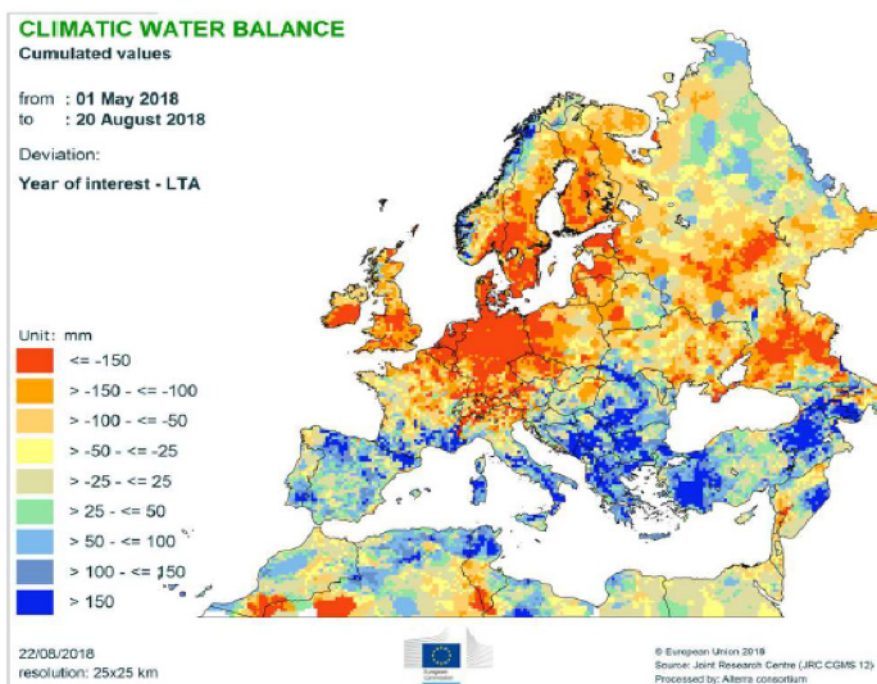 CLIMATIC WATER BALANCE
Cumulated values
from : 01 May 2018
to : 20 August 2018
Deviation:
Year of interest - LTA
Unit: mm
<= -150
> -150 - <= -100
> -100 - <= -50
> -50 - <= -25
> -25 - <= 25
> 25 - <= 50
> 50 - <= 100
> 100 - <= 150
> 150
22/08/2018
resolution: 25x25 km
European
Commission
© European Union 2018
Source: Joint Research Centre (JRC CGMS 12)
Processed by: Alterra consortium